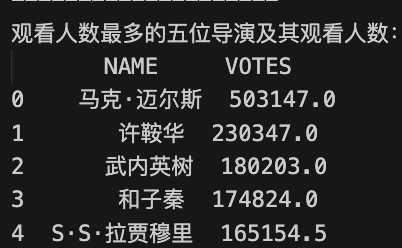 观看人数最多的五位导演及其观看人数:
NAME VOTES
0 马克·迈尔斯 503147.0
1 许鞍华 230347.0
2 武内英树 180203.0
3 和子秦 174824.0
4 S·S·拉贾穆里 165154.5